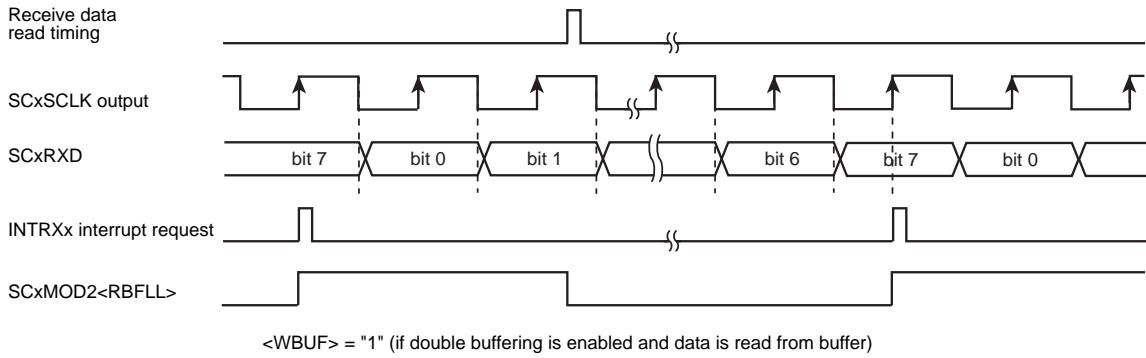 Receive data
read timing
SCxSCLK output
SCxRXD
bit 7
bit 0
bit 1
bit 6
bit 7
bit 0
INTRXx interrupt request
SCxMOD2<RBFLL>
<WBUF> = "1" (if double buffering is enabled and data is read from buffer)